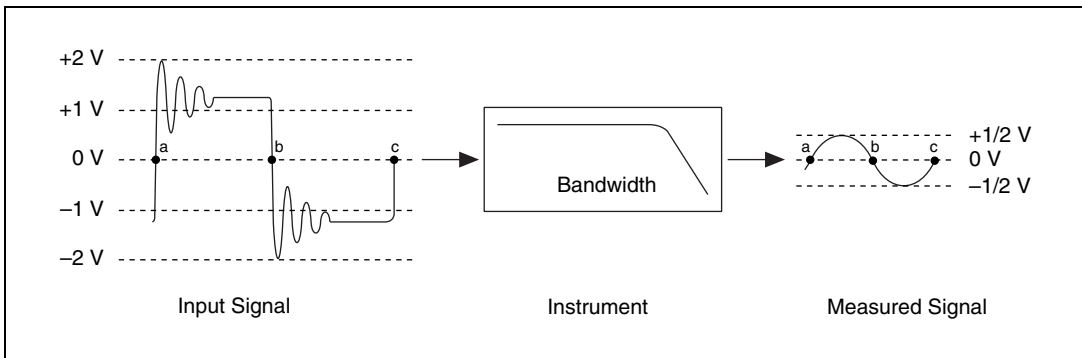 +2 V
+1 V
0 V
–1 V
–2 V
a
b
c
Input Signal
Bandwidth
Instrument
a
b
c
+1/2 V
0 V
–1/2 V
Measured Signal